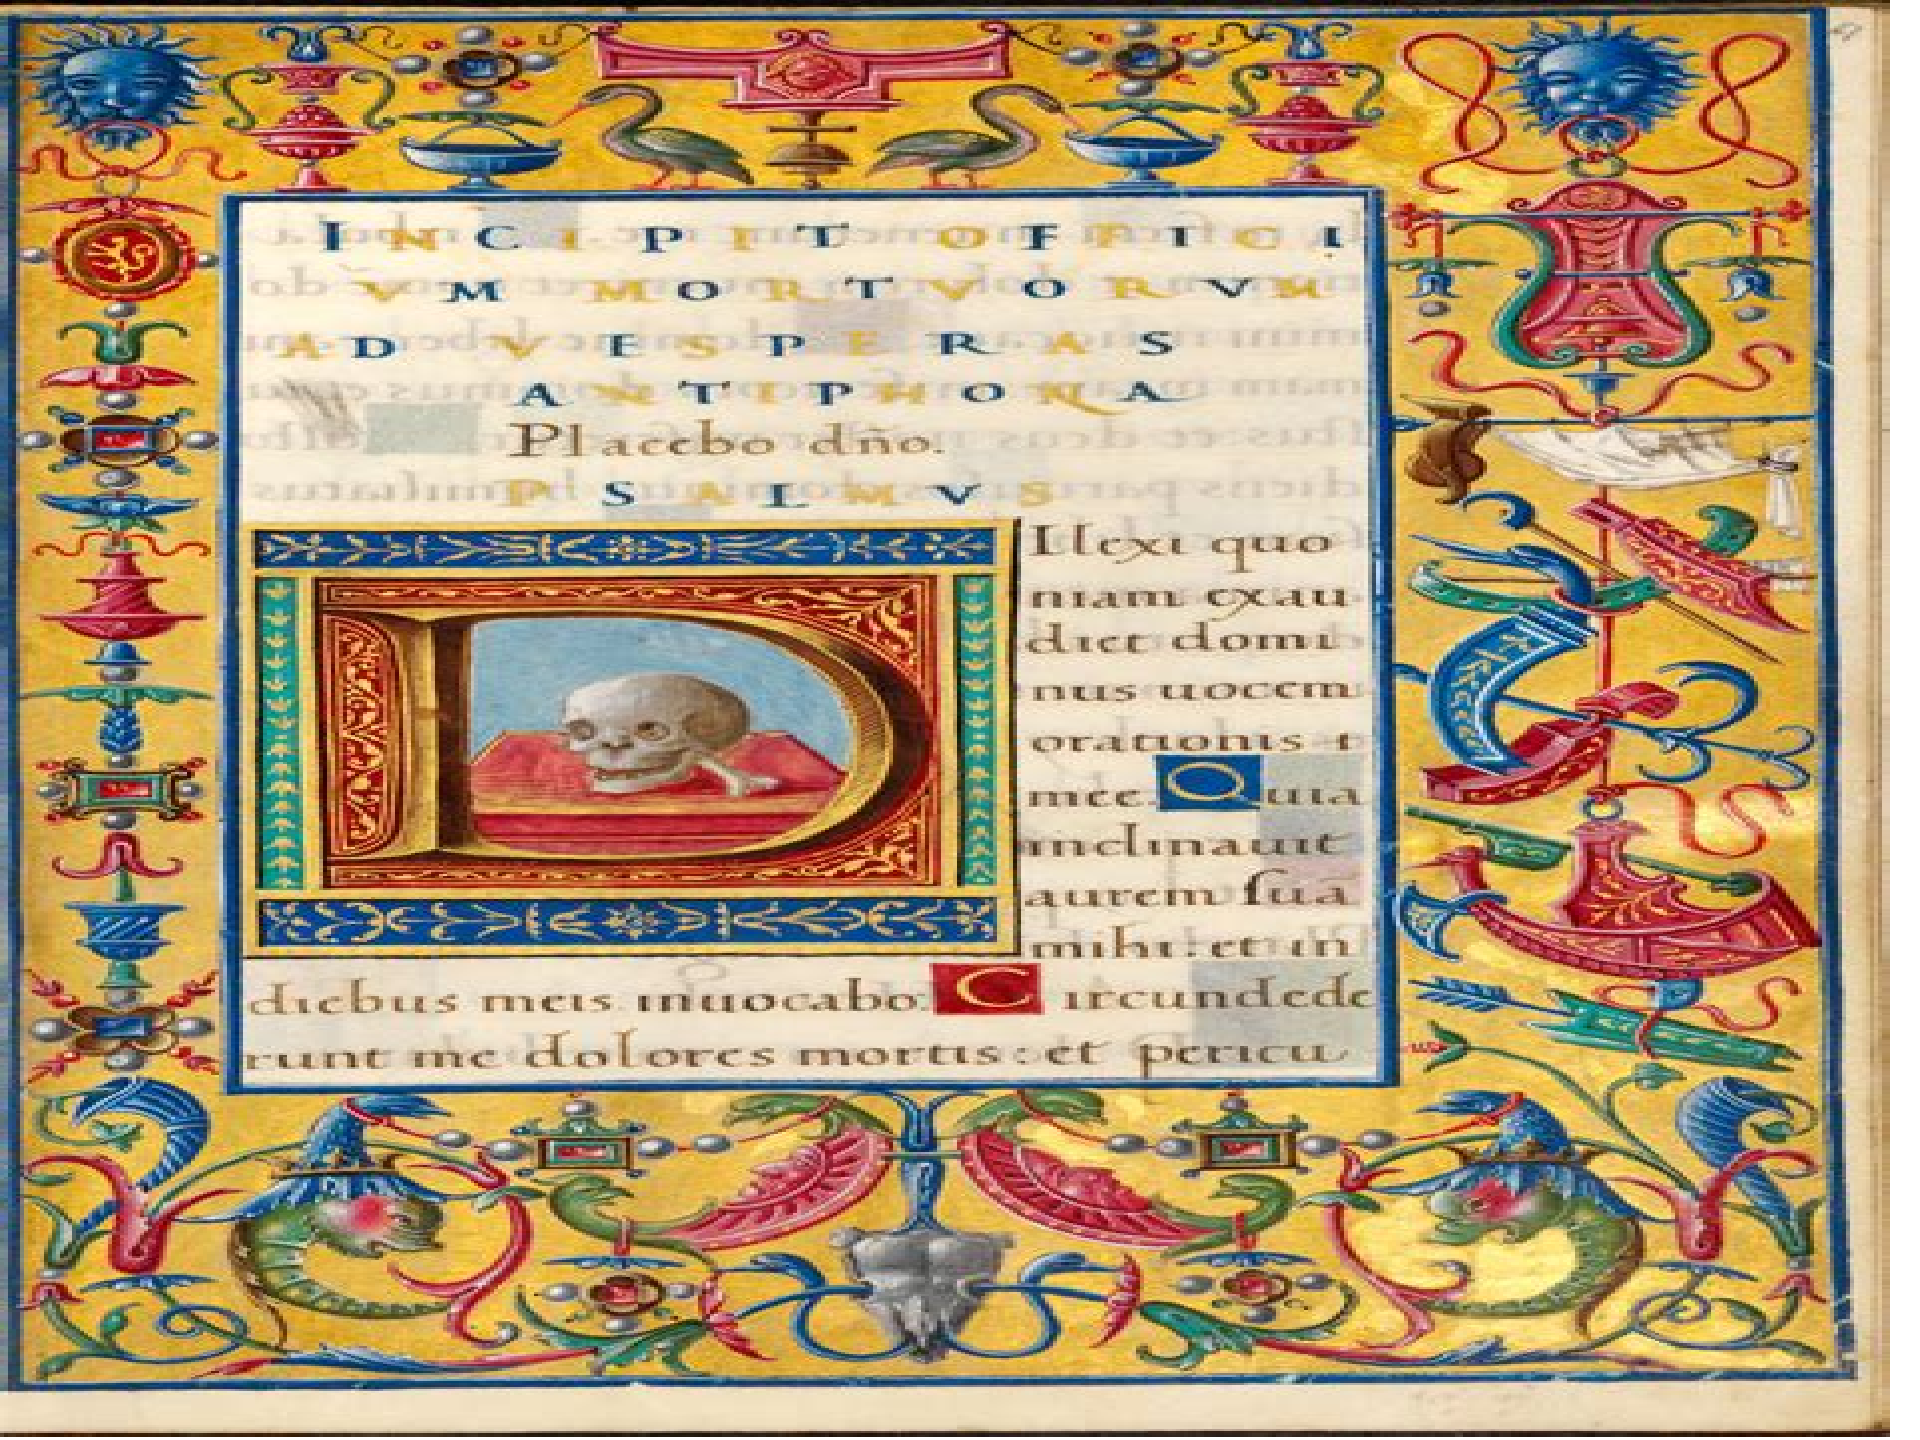 INCIPIT OFFICI
VM MORTVORVM
AD VESPERAS
ANTIPHONA
Placebo dño.
PSALMVS
DIlexi quo
niam exau
diet domi
nus uocem
orationis
mee. Quia
inclinauit
aurem sua
mihi: et in
diebus meis inuocabo. Circundede
runt me dolores mortis: et pericu